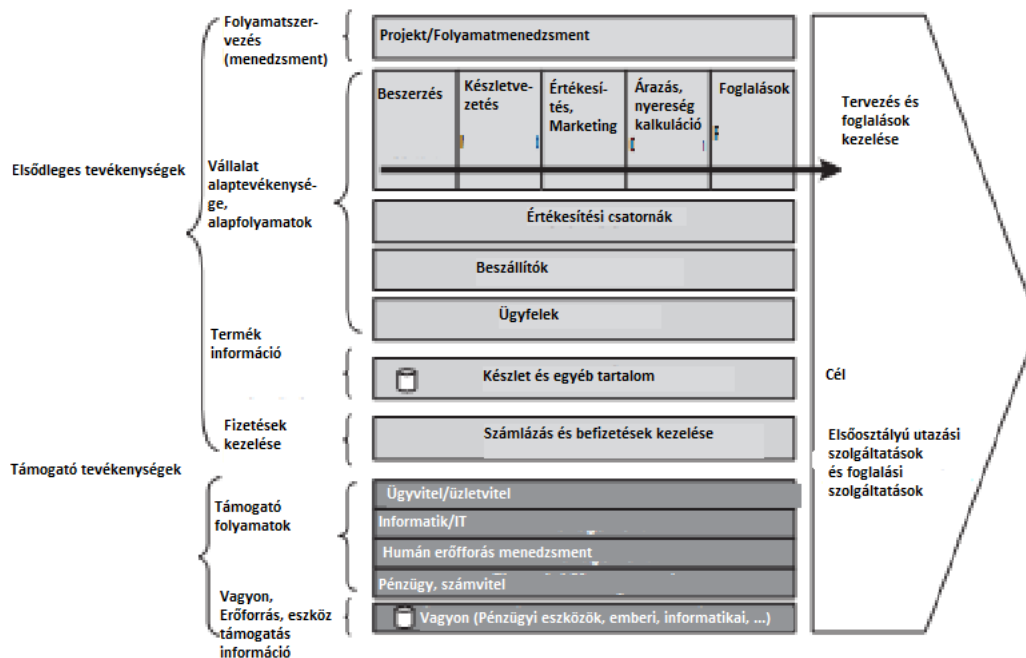 Folyamatszer-
vezés
(menedzsment)
Projekt/Folyamatmenedzsment
Elsődleges tevékenységek
Vállalat
alaptevékenysé-
ge,
alapfolyamatok
Beszerzés
Készletve-
zetés
Értékesí-
tés,
Marketing
Árazás,
nyereség
kalkuláció
Foglalások
Tervezés és
foglalások
kezelése
Értékesítési csatornák
Beszállítók
Ügyfelek
Termék
információ
Készlet és egyéb tartalom
Cél
Fizetések
kezelése
Számlázás és befizetések kezelése
Elsőosztályú utazási
szolgáltatások
és foglalási
szolgáltatások
Támogató tevékenységek
Támogató
folyamatok
Ügyvitel/üzletvitel
Informatik/IT
Humán erőfforás menedzsment
Pénzügy, számvitel
Vagyon,
Erőforrás, eszköz
támogatás
információ
Vagyon (Pénzügyi eszközök, emberi, informatikai, ...)